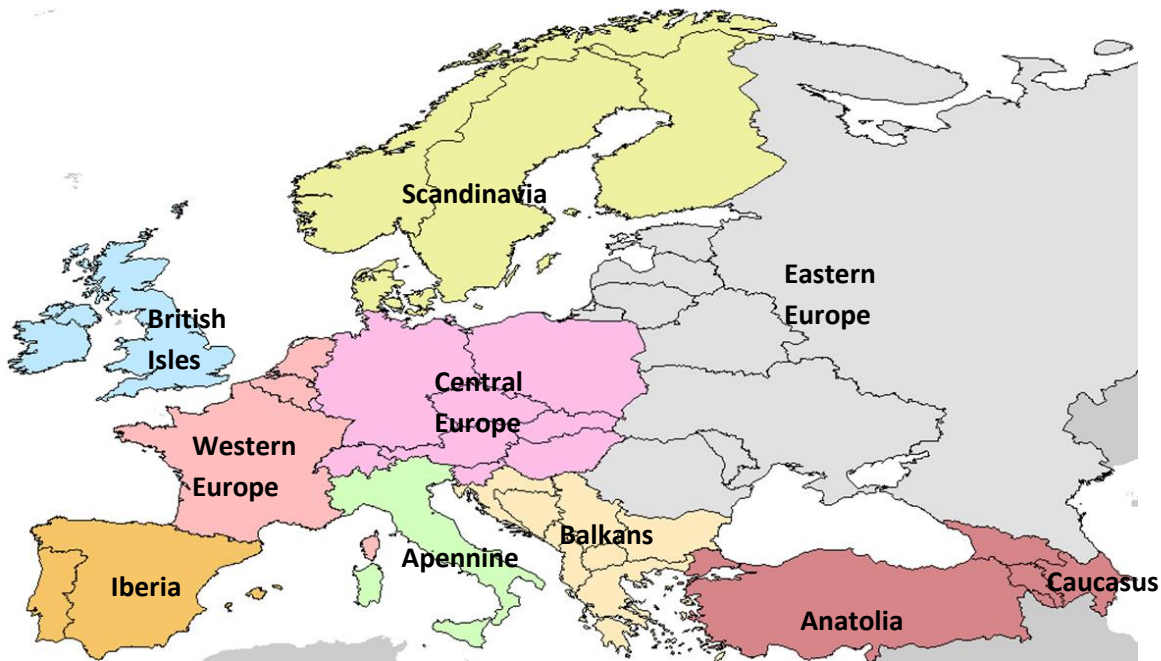 Scandinavia
Eastern
Europe
British
Isles
Central
Europe
Western
Europe
Balkans
Apennine
Iberia
Caucasus
Anatolia